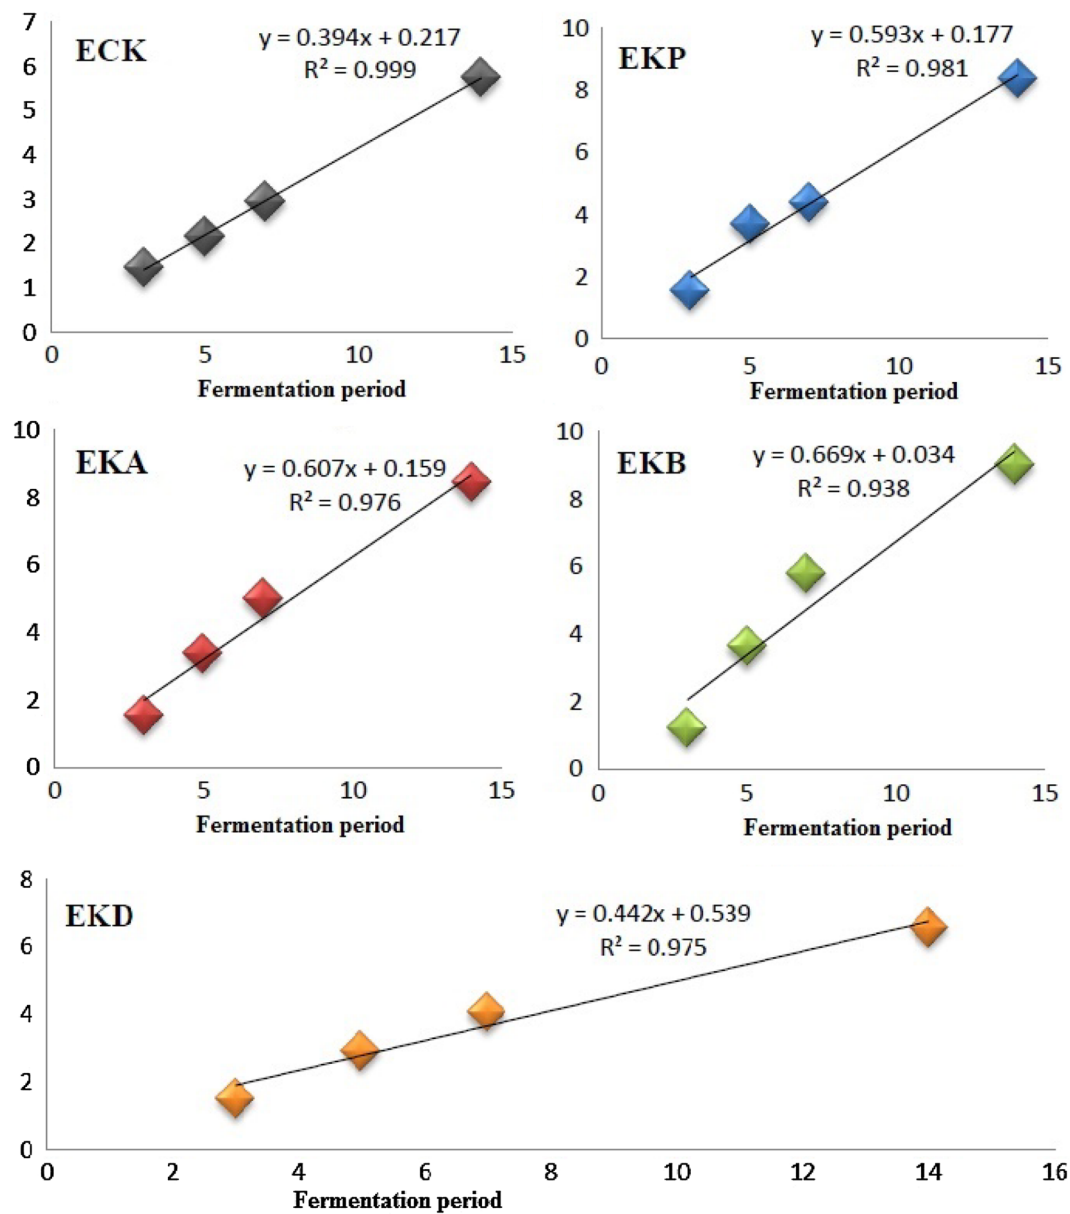 ECK
y = 0.394x + 0.217
R² = 0.999
7
6
5
4
3
2
1
0
0 5 10 15
Fermentation period
EKP
y = 0.593x + 0.177
R² = 0.981
10
8
6
4
2
0
0 5 10 15
Fermentation period
EKA
y = 0.607x + 0.159
R² = 0.976
10
8
6
4
2
0
0 5 10 15
Fermentation period
EKB
y = 0.669x + 0.034
R² = 0.938
10
8
6
4
2
0
0 5 10 15
Fermentation period
EKD
y = 0.442x + 0.539
R² = 0.975
8
6
4
2
0
0 2 4 6 8 10 12 14 16
Fermentation period